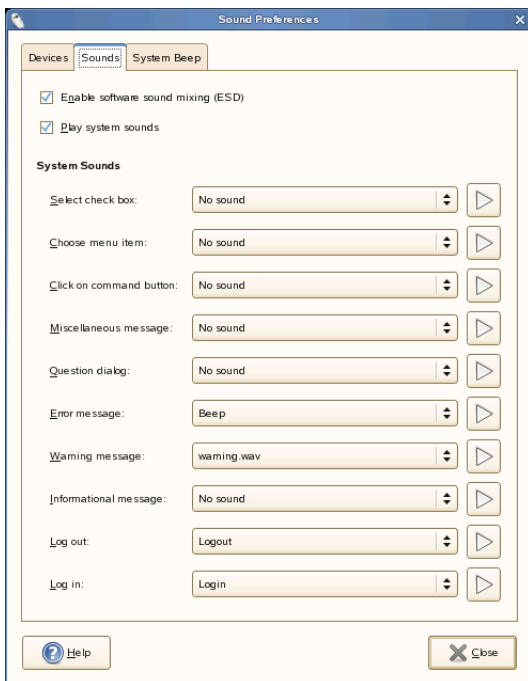 Sound Preferences
Devices
Sounds
System Beep
Enable software sound mixing (ESD)
Play system sounds
System Sounds
Select check box:
No sound
Choose menu item:
No sound
Click on command button:
No sound
Miscellaneous message:
No sound
Question dialog:
No sound
Error message:
Beep
Warning message:
warning.wav
Informational message:
No sound
Log out:
Logout
Log in:
Login
Help
Close